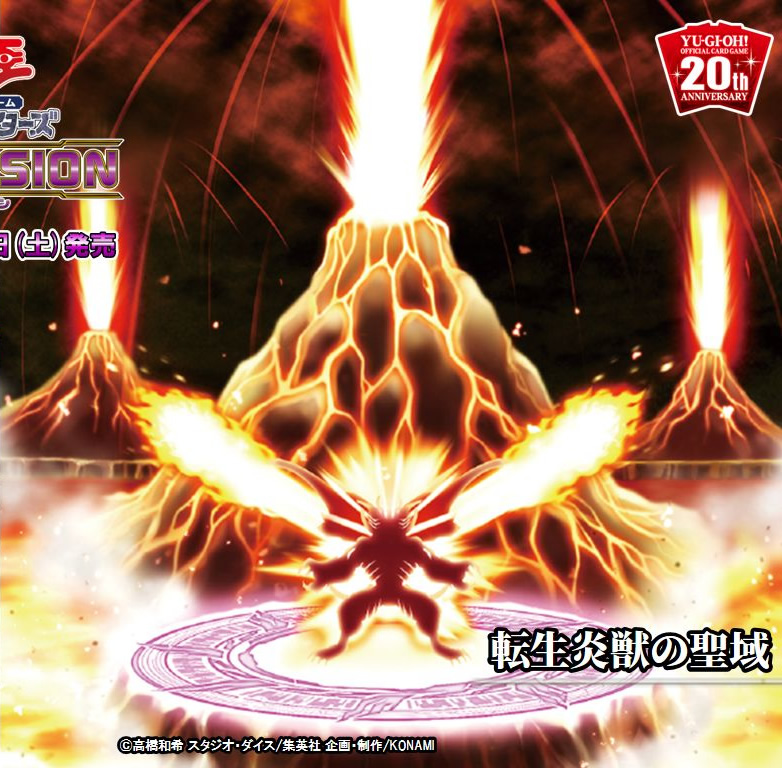 YU-GI-OH!
OFFICIAL CARD GAME
20th
ANNIVERSARY
ーム
ターズ
SION
日(土)発売
転生炎獣の聖域
©高橋和希 スタジオ・ダイス/集英社 企画・制作/KONAMI